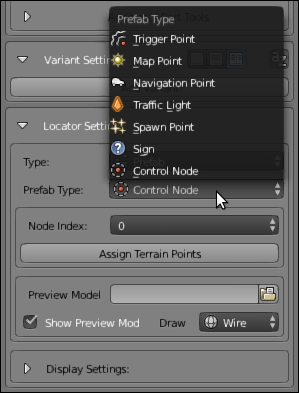 Prefab Type
Trigger Point
Map Point
Variant Setti
Navigation Point
Traffic Light
Locator Setti
Spawn Point
Sign
Type:
Control Node
Prefab Type:
Control Node
Node Index:
0
Assign Terrain Points
Preview Model
Show Preview Mod
Draw
Wire
Display Settings: